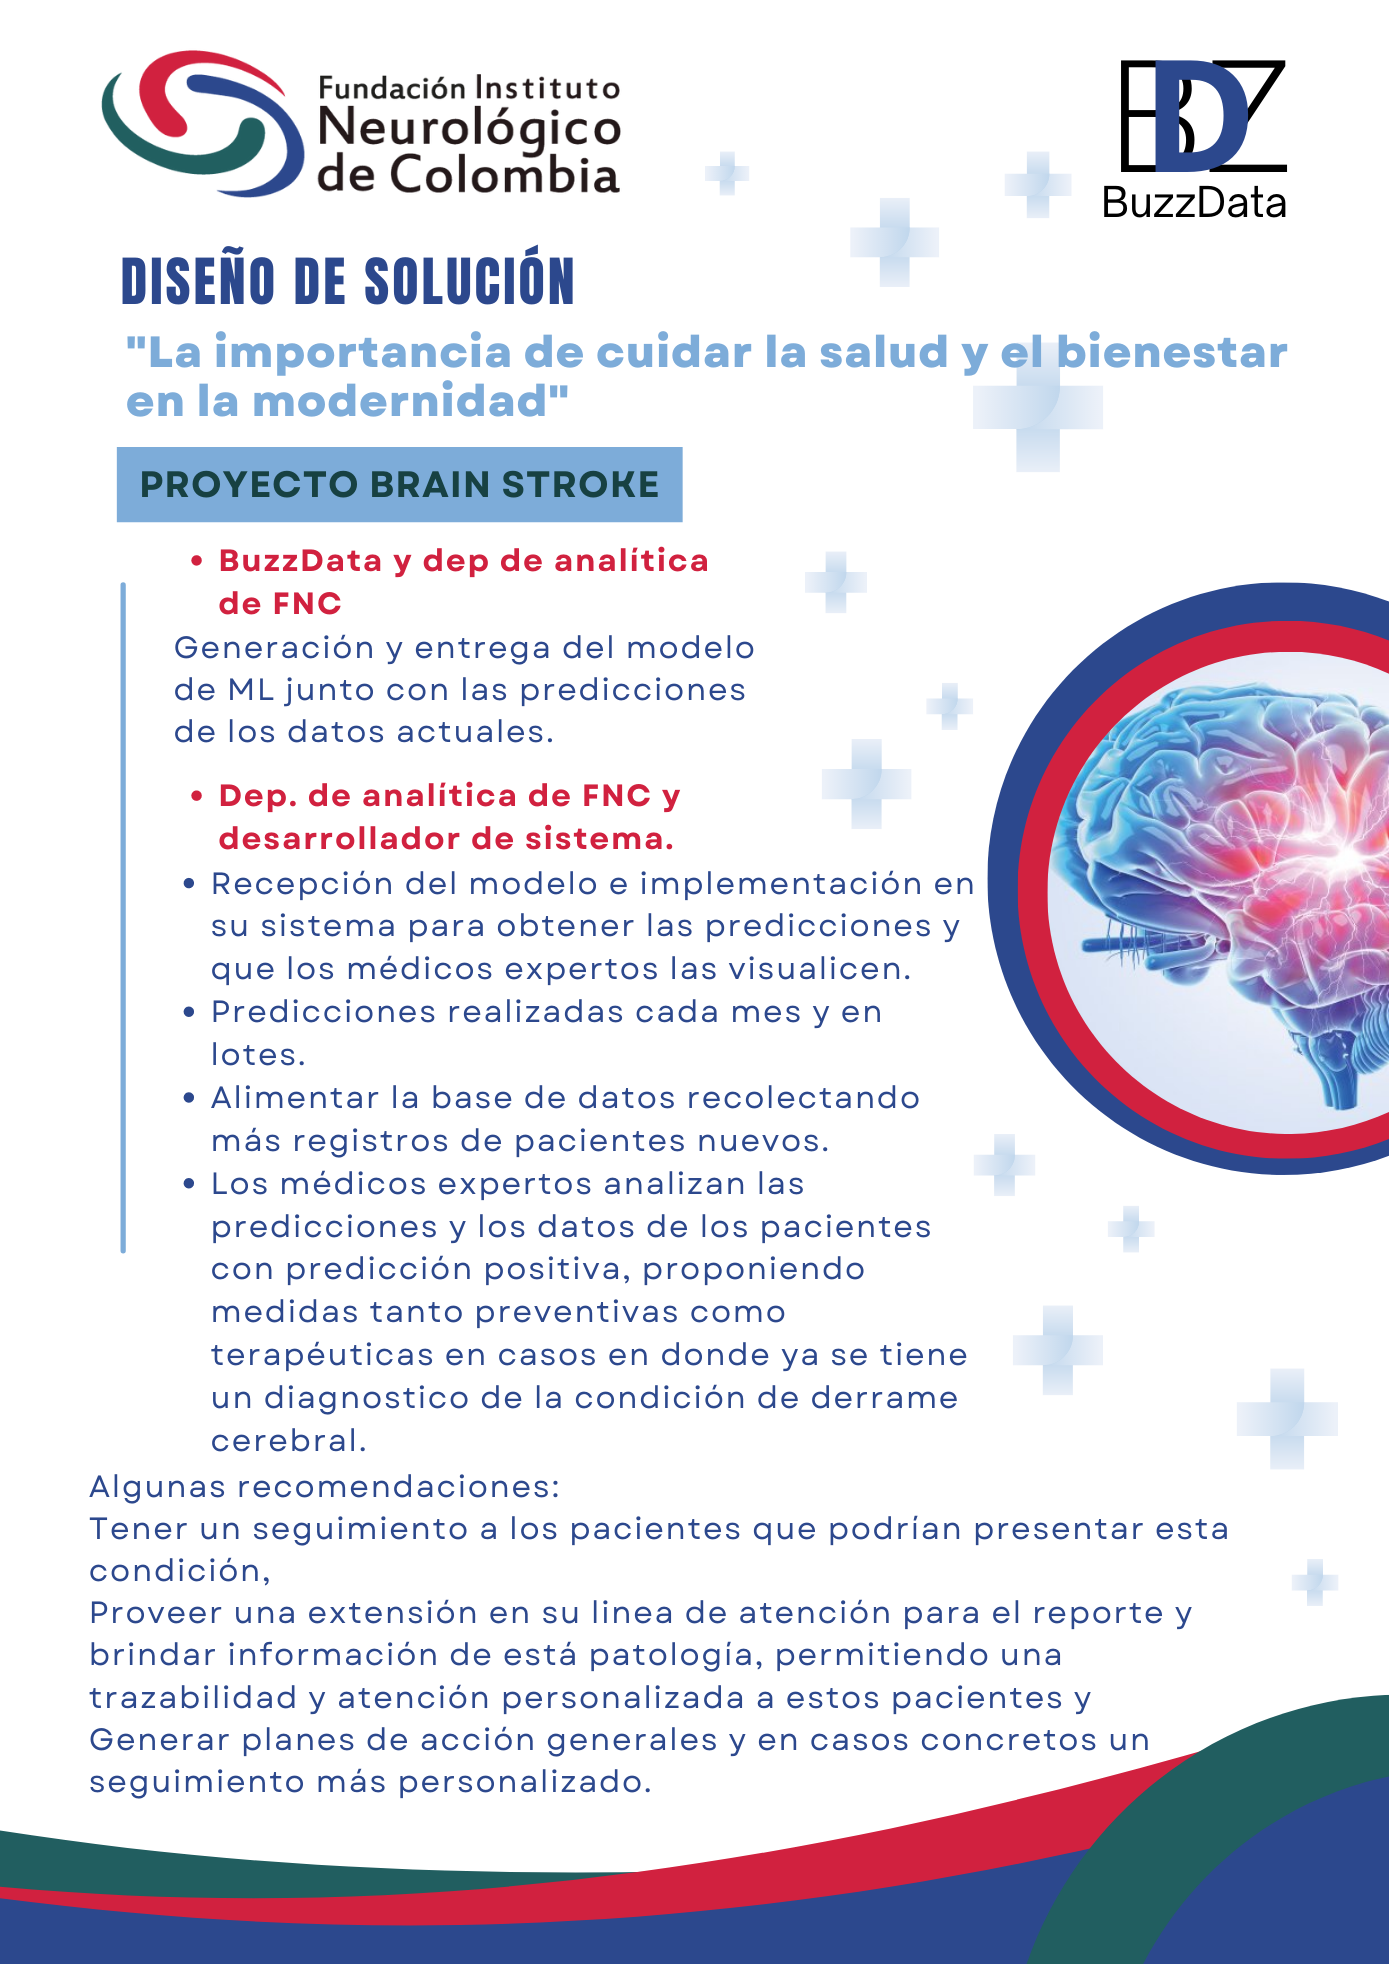 Fundación Instituto
Neurológico
de Colombia
BDZ
BuzzData
DISEÑO DE SOLUCIÓN
"La importancia de cuidar la salud y el bienestar
en la modernidad"
PROYECTO BRAIN STROKE
• BuzzData y dep de analítica
de FNC
Generación y entrega del modelo
de ML junto con las predicciones
de los datos actuales.
• Dep. de analítica de FNC y
desarrollador de sistema.
• Recepción del modelo e implementación en
su sistema para obtener las predicciones y
que los médicos expertos las visualicen.
• Predicciones realizadas cada mes y en
lotes.
• Alimentar la base de datos recolectando
más registros de pacientes nuevos.
• Los médicos expertos analizan las
predicciones y los datos de los pacientes
con predicción positiva, proponiendo
medidas tanto preventivas como
terapéuticas en casos en donde ya se tiene
un diagnostico de la condición de derrame
cerebral.
Algunas recomendaciones:
Tener un seguimiento a los pacientes que podrían presentar esta
condición,
Proveer una extensión en su linea de atención para el reporte y
brindar información de está patología, permitiendo una
trazabilidad y atención personalizada a estos pacientes y
Generar planes de acción generales y en casos concretos un
seguimiento más personalizado.